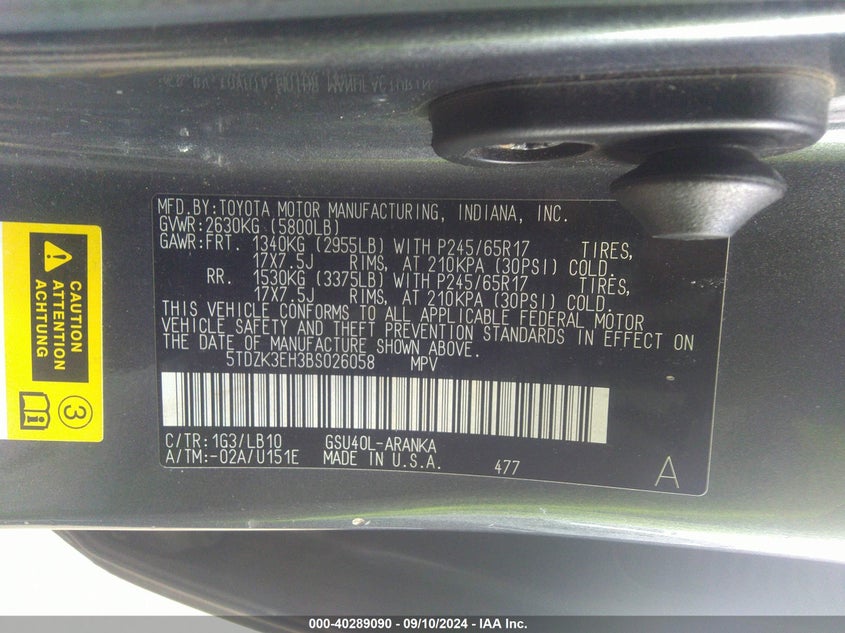 MFD.BY:TOYOTA MOTOR MANUFACTURING, INDIANA, INC.
GVWR:2630KG (5800LB)
GAWR:FRT. 1340KG (2955LB) WITH P245/65R17 TIRES,
17X7.5J RIMS, AT 210KPA (30PSI) COLD.
RR. 1530KG (3375LB) WITH P245/65R17 TIRES,
17X7.5J RIMS, AT 210KPA (30PSI) COLD.
THIS VEHICLE CONFORMS TO ALL APPLICABLE FEDERAL MOTOR
VEHICLE SAFETY AND THEFT PREVENTION STANDARDS IN EFFECT ON
THE DATE OF MANUFACTURE SHOWN ABOVE.
5TDZK3EH3BS026058 MPV
C/TR:1G3/LB10 GSU40L-ARANKA
A/TM:-02A/U151E MADE IN U.S.A. 477 A
CAUTION
ATTENTION
ACHTUNG
3
000-40289090 - 09/10/2024 - IAA Inc.